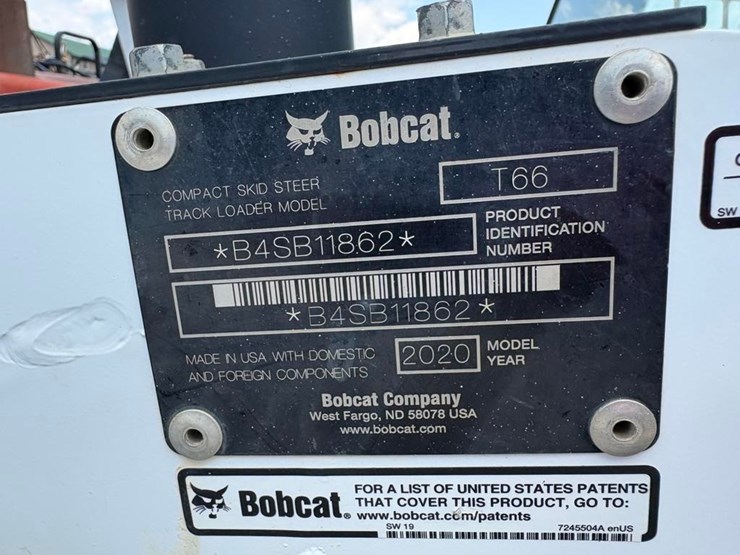 Bobcat.
COMPACT SKID STEER
TRACK LOADER MODEL
T66
*B4SB11862*
PRODUCT
IDENTIFICATION
NUMBER
*B4SB11862*
MADE IN USA WITH DOMESTIC
AND FOREIGN COMPONENTS
2020
MODEL
YEAR
Bobcat Company
West Fargo, ND 58078 USA
www.bobcat.com
Bobcat.
FOR A LIST OF UNITED STATES PATENTS
THAT COVER THIS PRODUCT, GO TO:
www.bobcat.com/patents
SW 19
7245504A enUS
SW